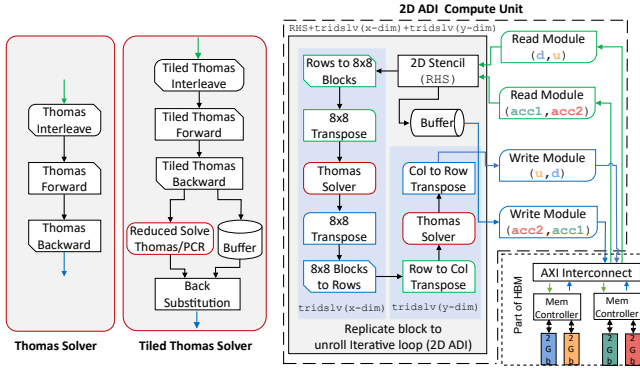 2D ADI Compute Unit
RHS+tridslv(x-dim)+tridslv(y-dim)
Thomas
Interleave
Thomas
Forward
Thomas
Backward
Thomas Solver
Tiled Thomas
Interleave
Tiled Thomas
Forward
Tiled Thomas
Backward
Reduced Solve
Thomas/PCR
Buffer
Back
Substitution
Tiled Thomas Solver
Rows to 8x8
Blocks
8x8
Transpose
Thomas
Solver
8x8
Transpose
8x8 Blocks
to Rows
tridslv(x-dim)
2D Stencil
(RHS)
Buffer
Col to Row
Transpose
Thomas
Solver
Row to Col
Transpose
tridslv(y-dim)
Replicate block to
unroll Iterative loop (2D ADI)
Read Module
(d,u)
Read Module
(acc1,acc2)
Write Module
(u,d)
Write Module
(acc2,acc1)
Part of HBM
AXI Interconnect
Mem
Controller
Mem
Controller
2Gb
2Gb
2Gb
2Gb